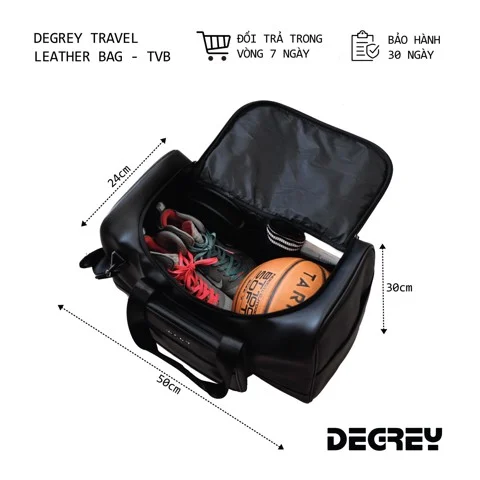 DEGREY TRAVEL
LEATHER BAG - TVB
ĐỔI TRẢ TRONG
VÒNG 7 NGÀY
BẢO HÀNH
30 NGÀY
24cm
30cm
50cm
DEGREY